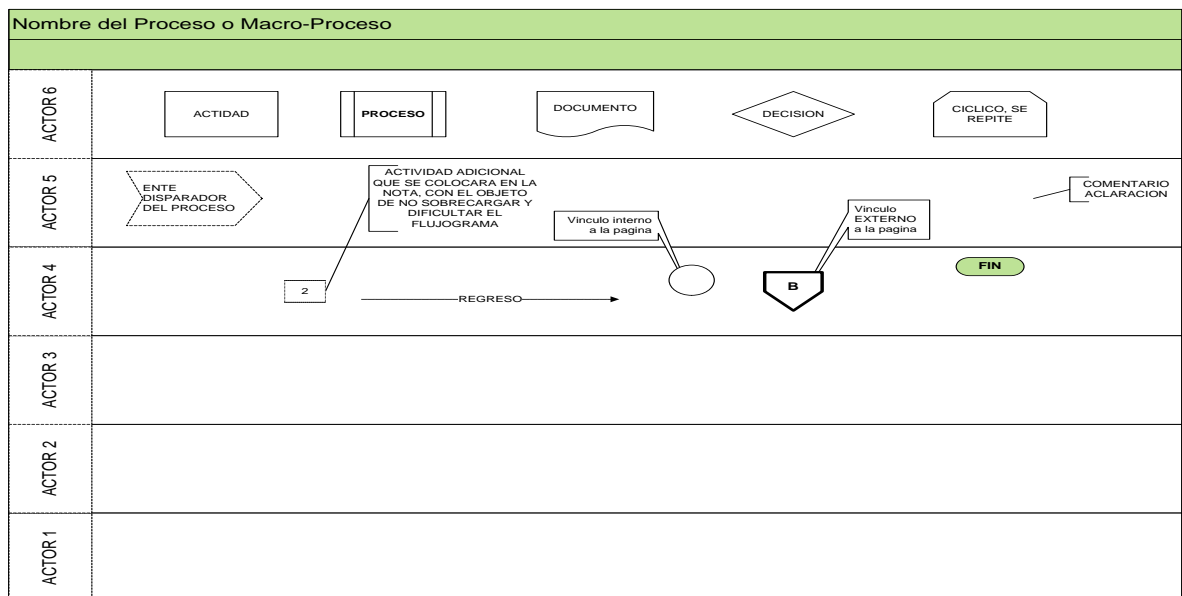 Nombre del Proceso o Macro-Proceso
ACTOR 6
ACTIDAD
PROCESO
DOCUMENTO
DECISION
CICLICO, SE
REPITE
ACTOR 5
ENTE
DISPARADOR
DEL PROCESO
ACTIVIDAD ADICIONAL
QUE SE COLOCARA EN LA
NOTA, CON EL OBJETO
DE NO SOBRECARGAR Y
DIFICULTAR EL
FLUJOGRAMA
Vinculo interno
a la pagina
Vinculo
EXTERNO
a la pagina
COMENTARIO
ACLARACION
ACTOR 4
2
REGRESO
B
FIN
ACTOR 3
ACTOR 2
ACTOR 1